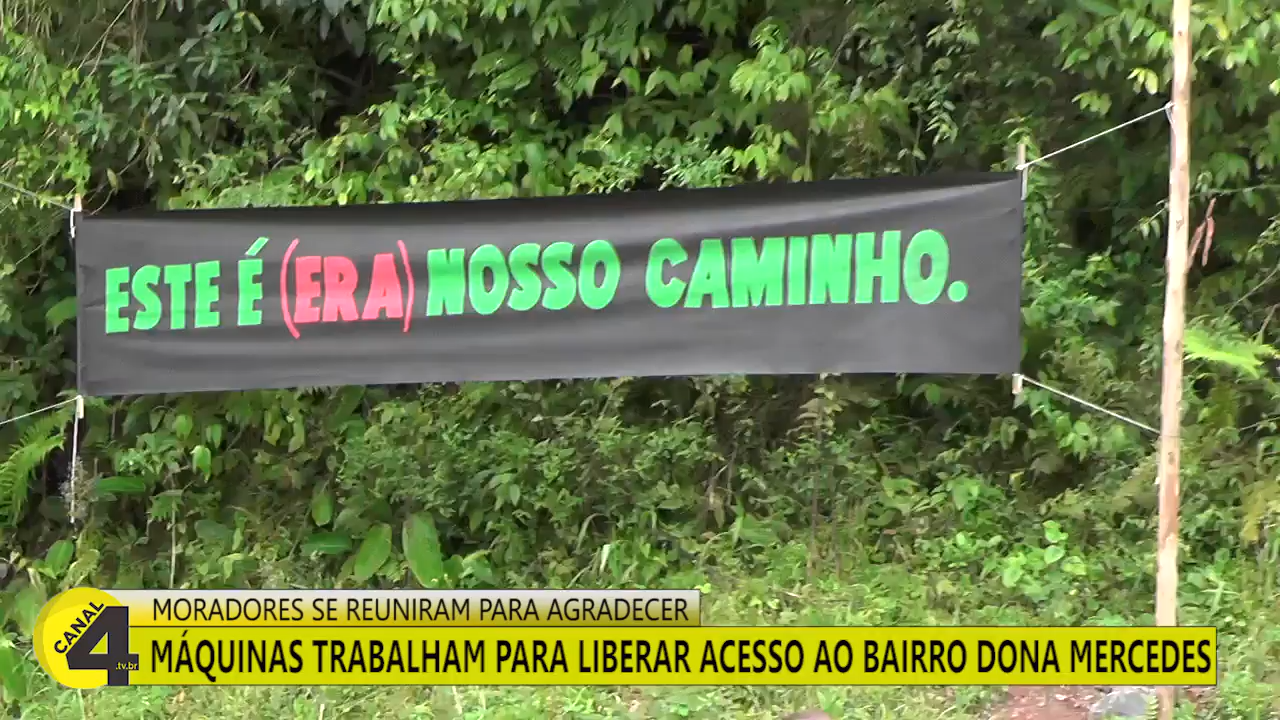 ESTE É (ERA) NOSSO CAMINHO.
MORADORES SE REUNIRAM PARA AGRADECER
CANAL
4
.tv.br
MÁQUINAS TRABALHAM PARA LIBERAR ACESSO AO BAIRRO DONA MERCEDES